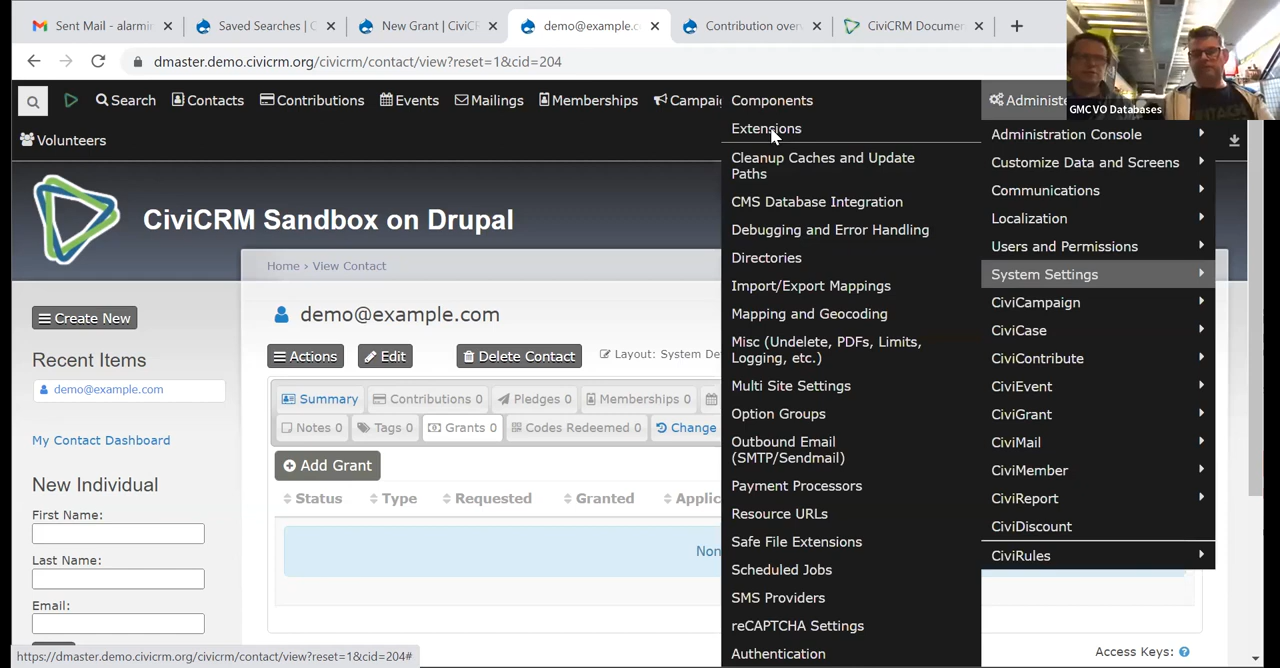 Sent Mail - alarmin
Saved Searches | C
New Grant | CiviCF
demo@example.c
Contribution over
CiviCRM Documen
dmaster.demo.civicrm.org/civicrm/contact/view?reset=1&cid=204
GMCVO Databases
Search
Contacts
Contributions
Events
Mailings
Memberships
Campaig
Administe
Volunteers
Components
Extensions
Cleanup Caches and Update
Paths
CMS Database Integration
Debugging and Error Handling
Directories
Import/Export Mappings
Mapping and Geocoding
Misc (Undelete, PDFs, Limits,
Logging, etc.)
Multi Site Settings
Option Groups
Outbound Email
(SMTP/Sendmail)
Payment Processors
Resource URLs
Safe File Extensions
Scheduled Jobs
SMS Providers
reCAPTCHA Settings
Authentication
Administration Console
Customize Data and Screens
Communications
Localization
Users and Permissions
System Settings
CiviCampaign
CiviCase
CiviContribute
CiviEvent
CiviGrant
CiviMail
CiviMember
CiviReport
CiviDiscount
CiviRules
CiviCRM Sandbox on Drupal
Home › View Contact
demo@example.com
Actions
Edit
Delete Contact
Layout: System De
Summary
Contributions 0
Pledges 0
Memberships 0
Notes 0
Tags 0
Grants 0
Codes Redeemed 0
Change
Add Grant
Status
Type
Requested
Granted
Applic
Non
Create New
Recent Items
demo@example.com
My Contact Dashboard
New Individual
First Name:
Last Name:
Email:
https://dmaster.demo.civicrm.org/civicrm/contact/view?reset=1&cid=204#
Access Keys: